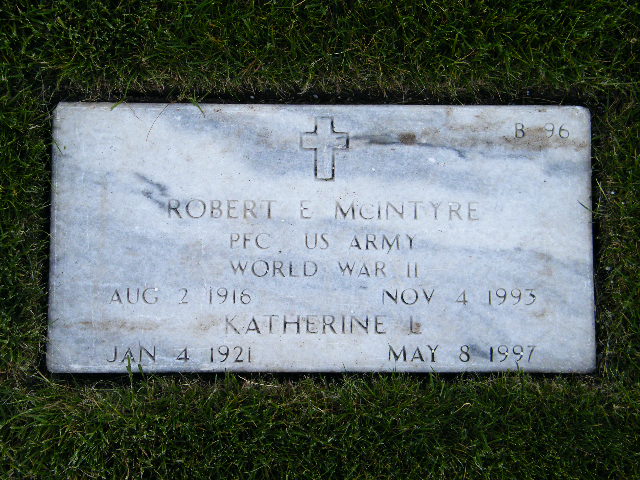 B 96
ROBERT E McINTYRE
PFC US ARMY
WORLD WAR II
AUG 2 1916 NOV 4 1993
KATHERINE L
JAN 4 1921 MAY 8 1997